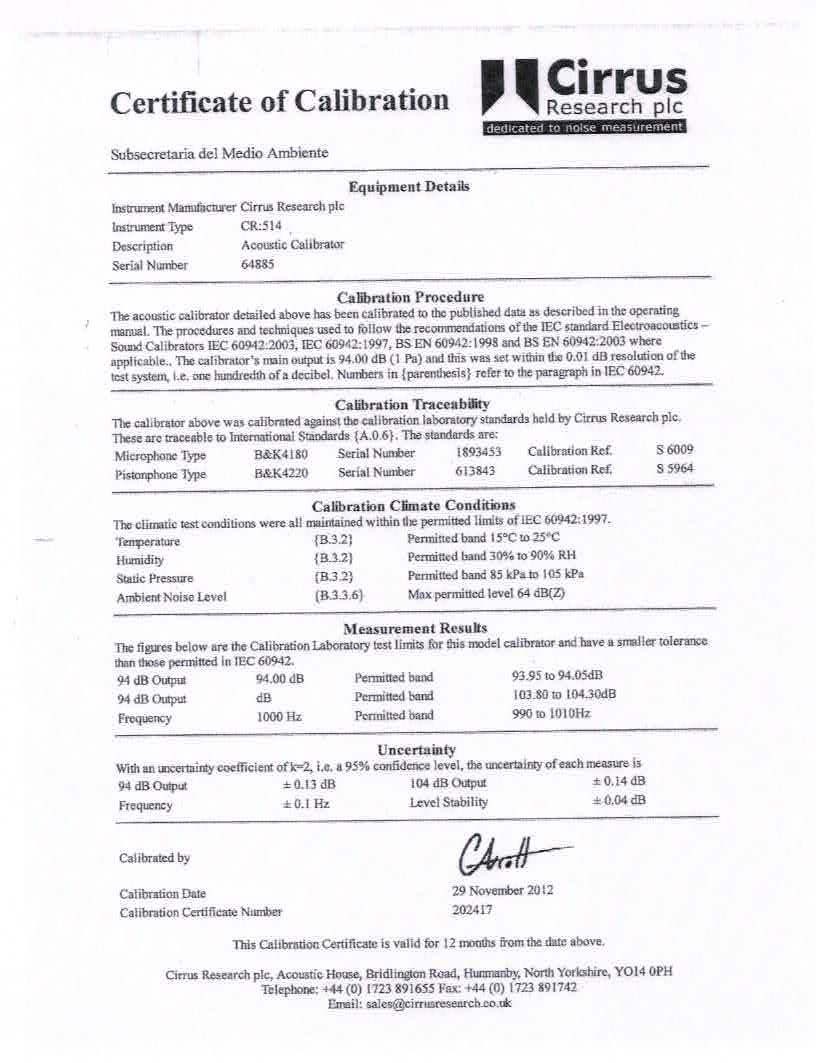 Certificate of Calibration
Cirrus
Research plc
dedicated to noise measurement
Subsecretaria del Medio Ambiente
Equipment Details
Instrument Manufacturer Cirrus Research plc
Instrument Type CR:514
Description Acoustic Calibrator
Serial Number 64885
Calibration Procedure
The acoustic calibrator detailed above has been calibrated to the published data as described in the operating
manual. The procedures and techniques used to follow the recommendations of the IEC standard Electroacoustics –
Sound Calibrators IEC 60942:2003, IEC 60942:1997, BS EN 60942:1998 and BS EN 60942:2003 where
applicable.. The calibrator's main output is 94.00 dB (1 Pa) and this was set within the 0.01 dB resolution of the
test system, i.e. one hundredth of a decibel. Numbers in {parenthesis} refer to the paragraph in IEC 60942.
Calibration Traceability
The calibrator above was calibrated against the calibration laboratory standards held by Cirrus Research plc.
These are traceable to International Standards {A.0.6}. The standards are:
Microphone Type B&K4180 Serial Number 1893453 Calibration Ref. S 6009
Pistonphone Type B&K4220 Serial Number 613843 Calibration Ref. S 5964
Calibration Climate Conditions
The climatic test conditions were all maintained within the permitted limits of IEC 60942:1997.
Temperature {B.3.2} Permitted band 15°C to 25°C
Humidity {B.3.2} Permitted band 30% to 90% RH
Static Pressure {B.3.2} Permitted band 85 kPa to 105 kPa
Ambient Noise Level {B.3.3.6} Max permitted level 64 dB(Z)
Measurement Results
The figures below are the Calibration Laboratory test limits for this model calibrator and have a smaller tolerance
than those permitted in IEC 60942.
94 dB Output 94.00 dB Permitted band 93.95 to 94.05dB
94 dB Output dB Permitted band 103.80 to 104.30dB
Frequency 1000 Hz Permitted band 990 to 1010Hz
Uncertainty
With an uncertainty coefficient of k=2, i.e. a 95% confidence level, the uncertainty of each measure is
94 dB Output ± 0.13 dB 104 dB Output ± 0.14 dB
Frequency ± 0.1 Hz Level Stability ± 0.04 dB
Calibrated by
Calibration Date 29 November 2012
Calibration Certificate Number 202417
This Calibration Certificate is valid for 12 months from the date above.
Cirrus Research plc, Acoustic House, Bridlington Road, Hunmanby, North Yorkshire, YO14 0PH
Telephone: +44 (0) 1723 891655 Fax: +44 (0) 1723 891742
Email: sales@cirrusresearch.co.uk